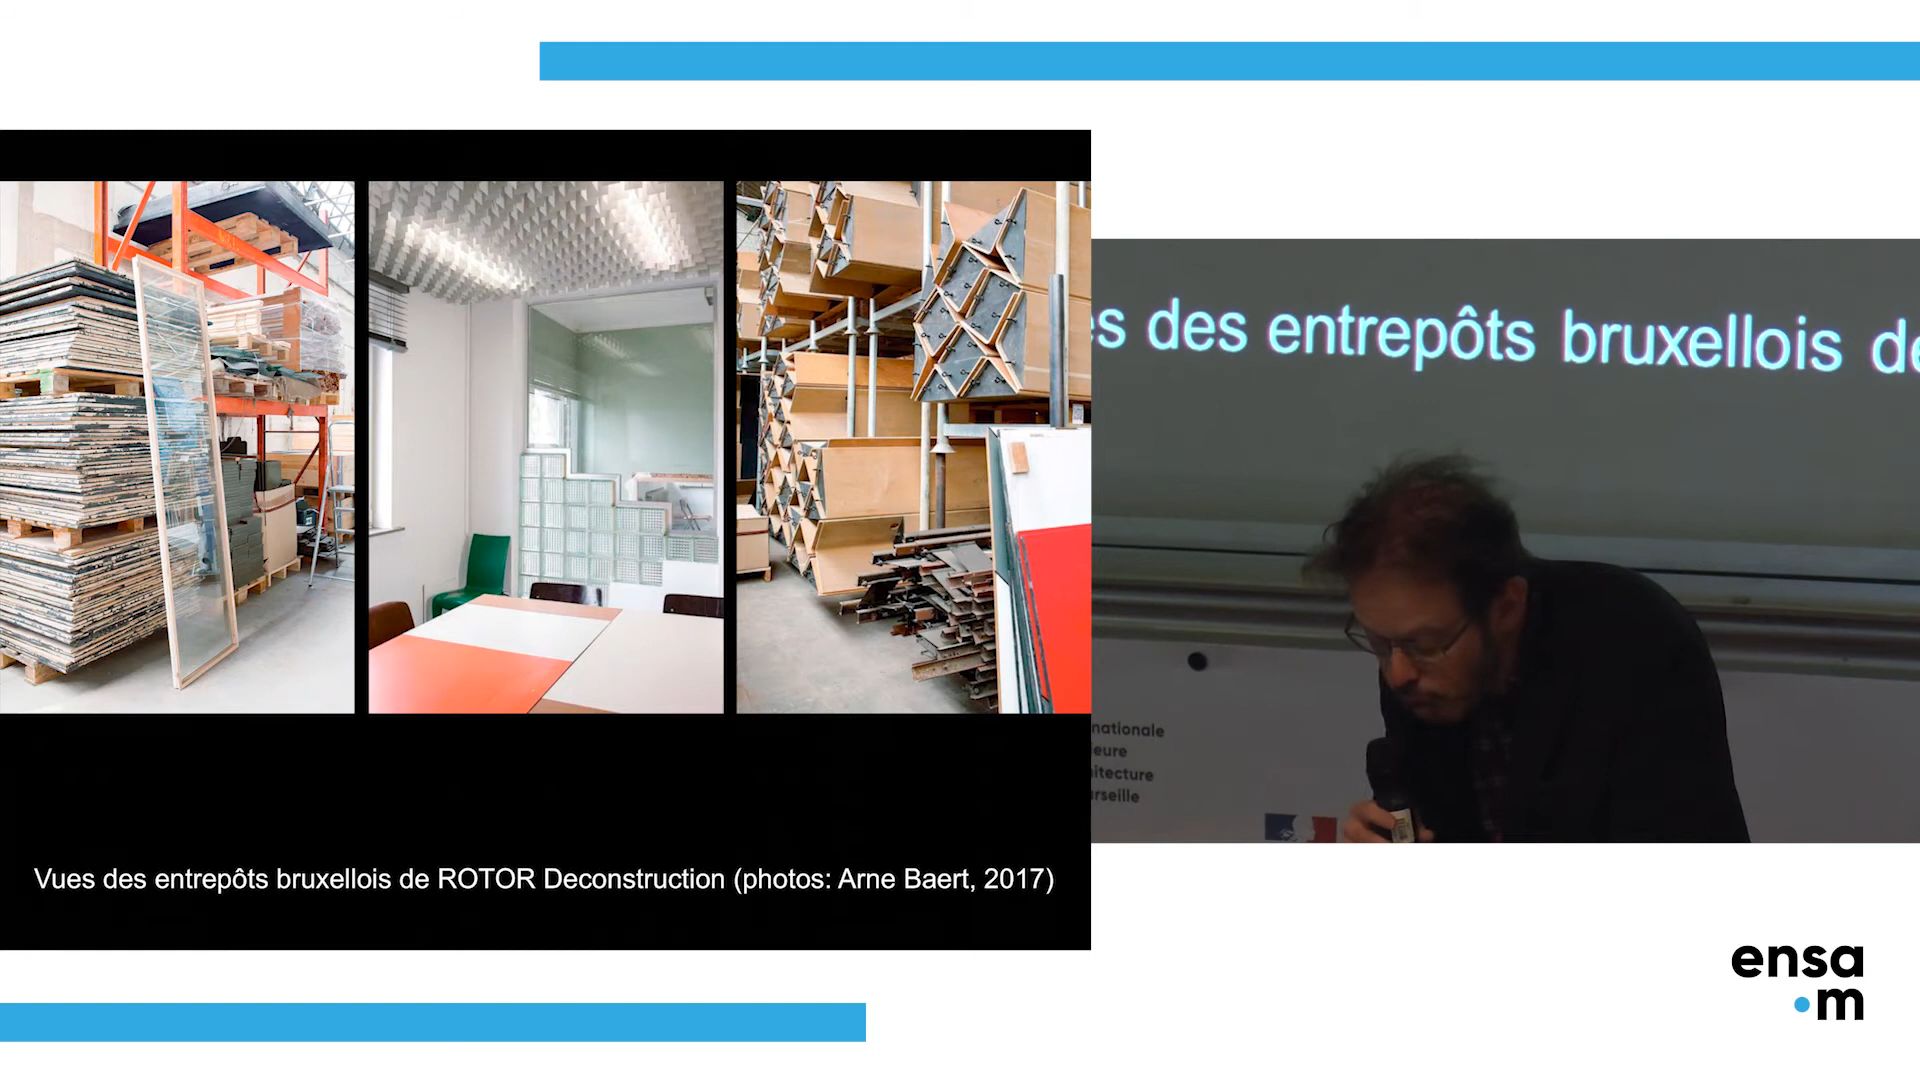 Vues des entrepôts bruxellois de ROTOR Deconstruction (photos: Arne Baert, 2017)
s des entrepôts bruxellois de
nationale
eure
itecture
rseille
ensa
•m